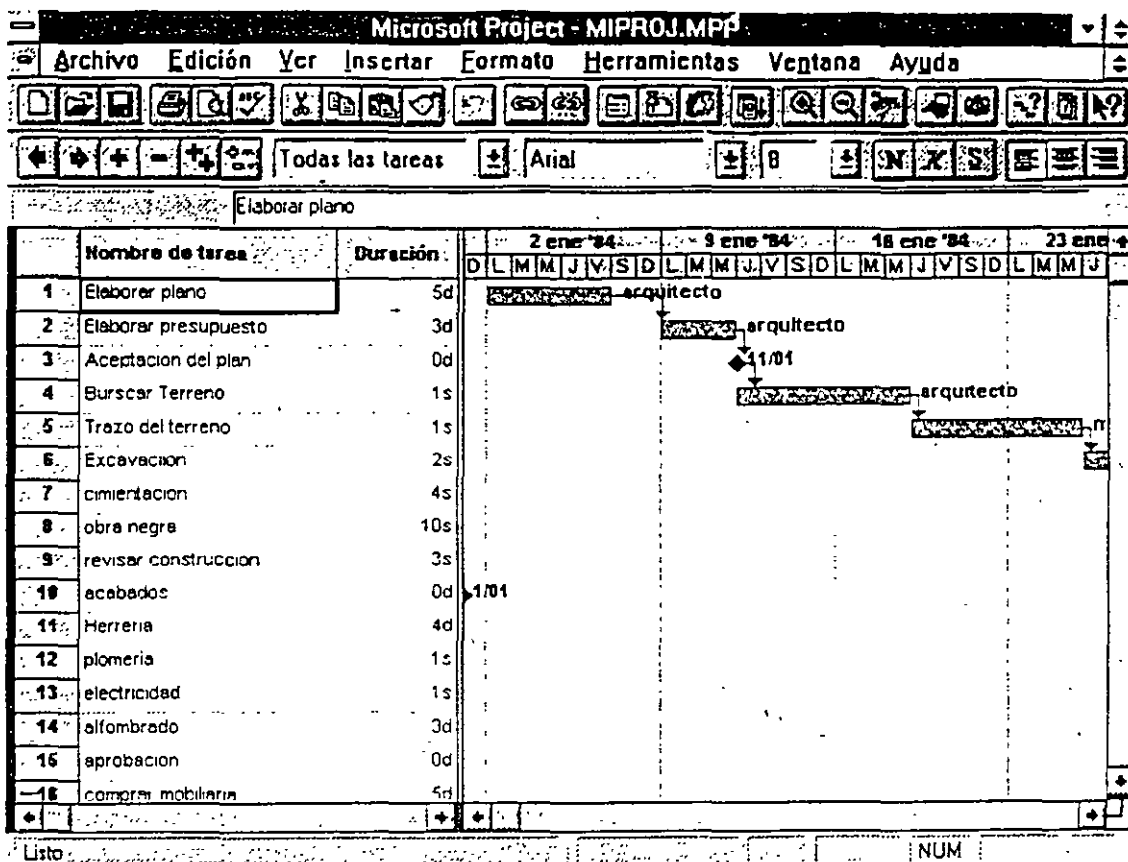 Microsoft Project - MIPROJ.MPP
Archivo Edición Ver Insertar Formato Herramientas Ventana Ayuda
Todas las tareas Arial 8 N K S
Elaborar plano
Nombre de tarea Duración 2 ene '84 9 ene '84 16 ene '84 23 ene
D L M M J V S D L M M J V S D L M M J V S D L M M J
1 Elaborar plano 5d arquitecto
2 Elaborar presupuesto 3d arquitecto
3 Aceptacion del plan 0d 11/01
4 Burscar Terreno 1s arquitecto
5 Trazo del terreno 1s
6 Excavacion 2s
7 cimientacion 4s
8 obra negra 10s
9 revisar construccion 3s
10 acabados 0d 1/01
11 Herreria 4d
12 plomeria 1s
13 electricidad 1s
14 alfombrado 3d
15 aprobacion 0d
16 comprar mobiliaria 5d
Listo NUM